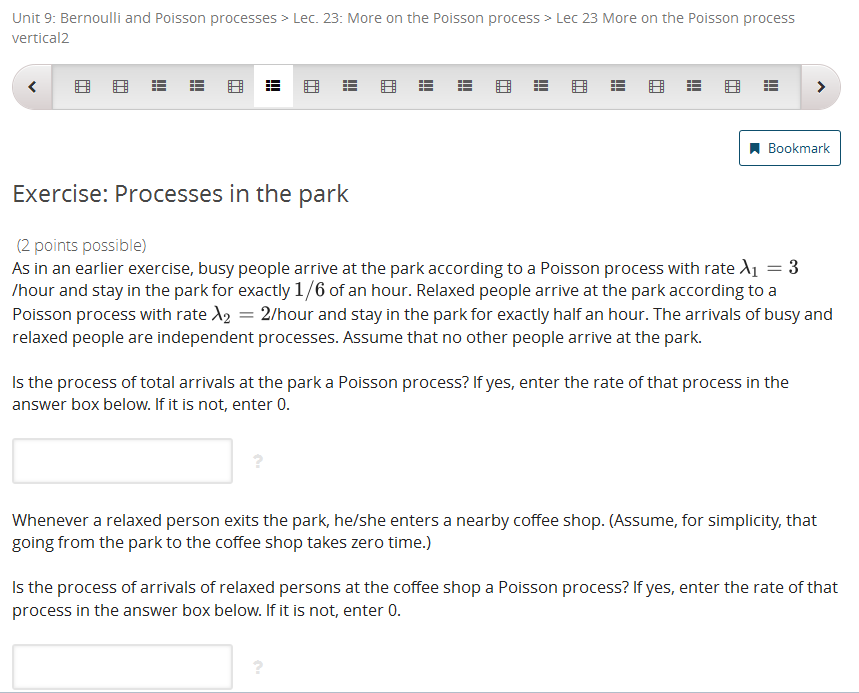 Unit 9: Bernoulli and Poisson processes > Lec. 23: More on the Poisson process > Lec 23 More on the Poisson process
vertical2
Bookmark
Exercise: Processes in the park
(2 points possible)
As in an earlier exercise, busy people arrive at the park according to a Poisson process with rate λ₁ = 3
/hour and stay in the park for exactly 1/6 of an hour. Relaxed people arrive at the park according to a
Poisson process with rate λ₂ = 2/hour and stay in the park for exactly half an hour. The arrivals of busy and
relaxed people are independent processes. Assume that no other people arrive at the park.
Is the process of total arrivals at the park a Poisson process? If yes, enter the rate of that process in the
answer box below. If it is not, enter 0.
?
Whenever a relaxed person exits the park, he/she enters a nearby coffee shop. (Assume, for simplicity, that
going from the park to the coffee shop takes zero time.)
Is the process of arrivals of relaxed persons at the coffee shop a Poisson process? If yes, enter the rate of that
process in the answer box below. If it is not, enter 0.
?